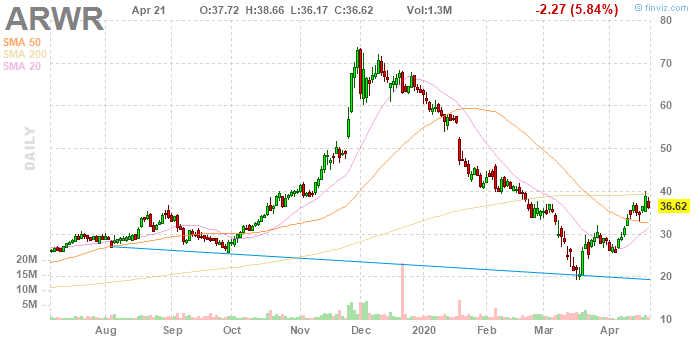 ARWR Apr 21 O:37.72 H:38.66 L:36.17 C:36.62 Vol:1.3M -2.27 (5.84%) © finviz.com
SMA 50
SMA 200
SMA 20
DAILY
80
70
60
50
40
36.62
30
20
10
20M
15M
10M
5M
Aug Sep Oct Nov Dec 2020 Feb Mar Apr